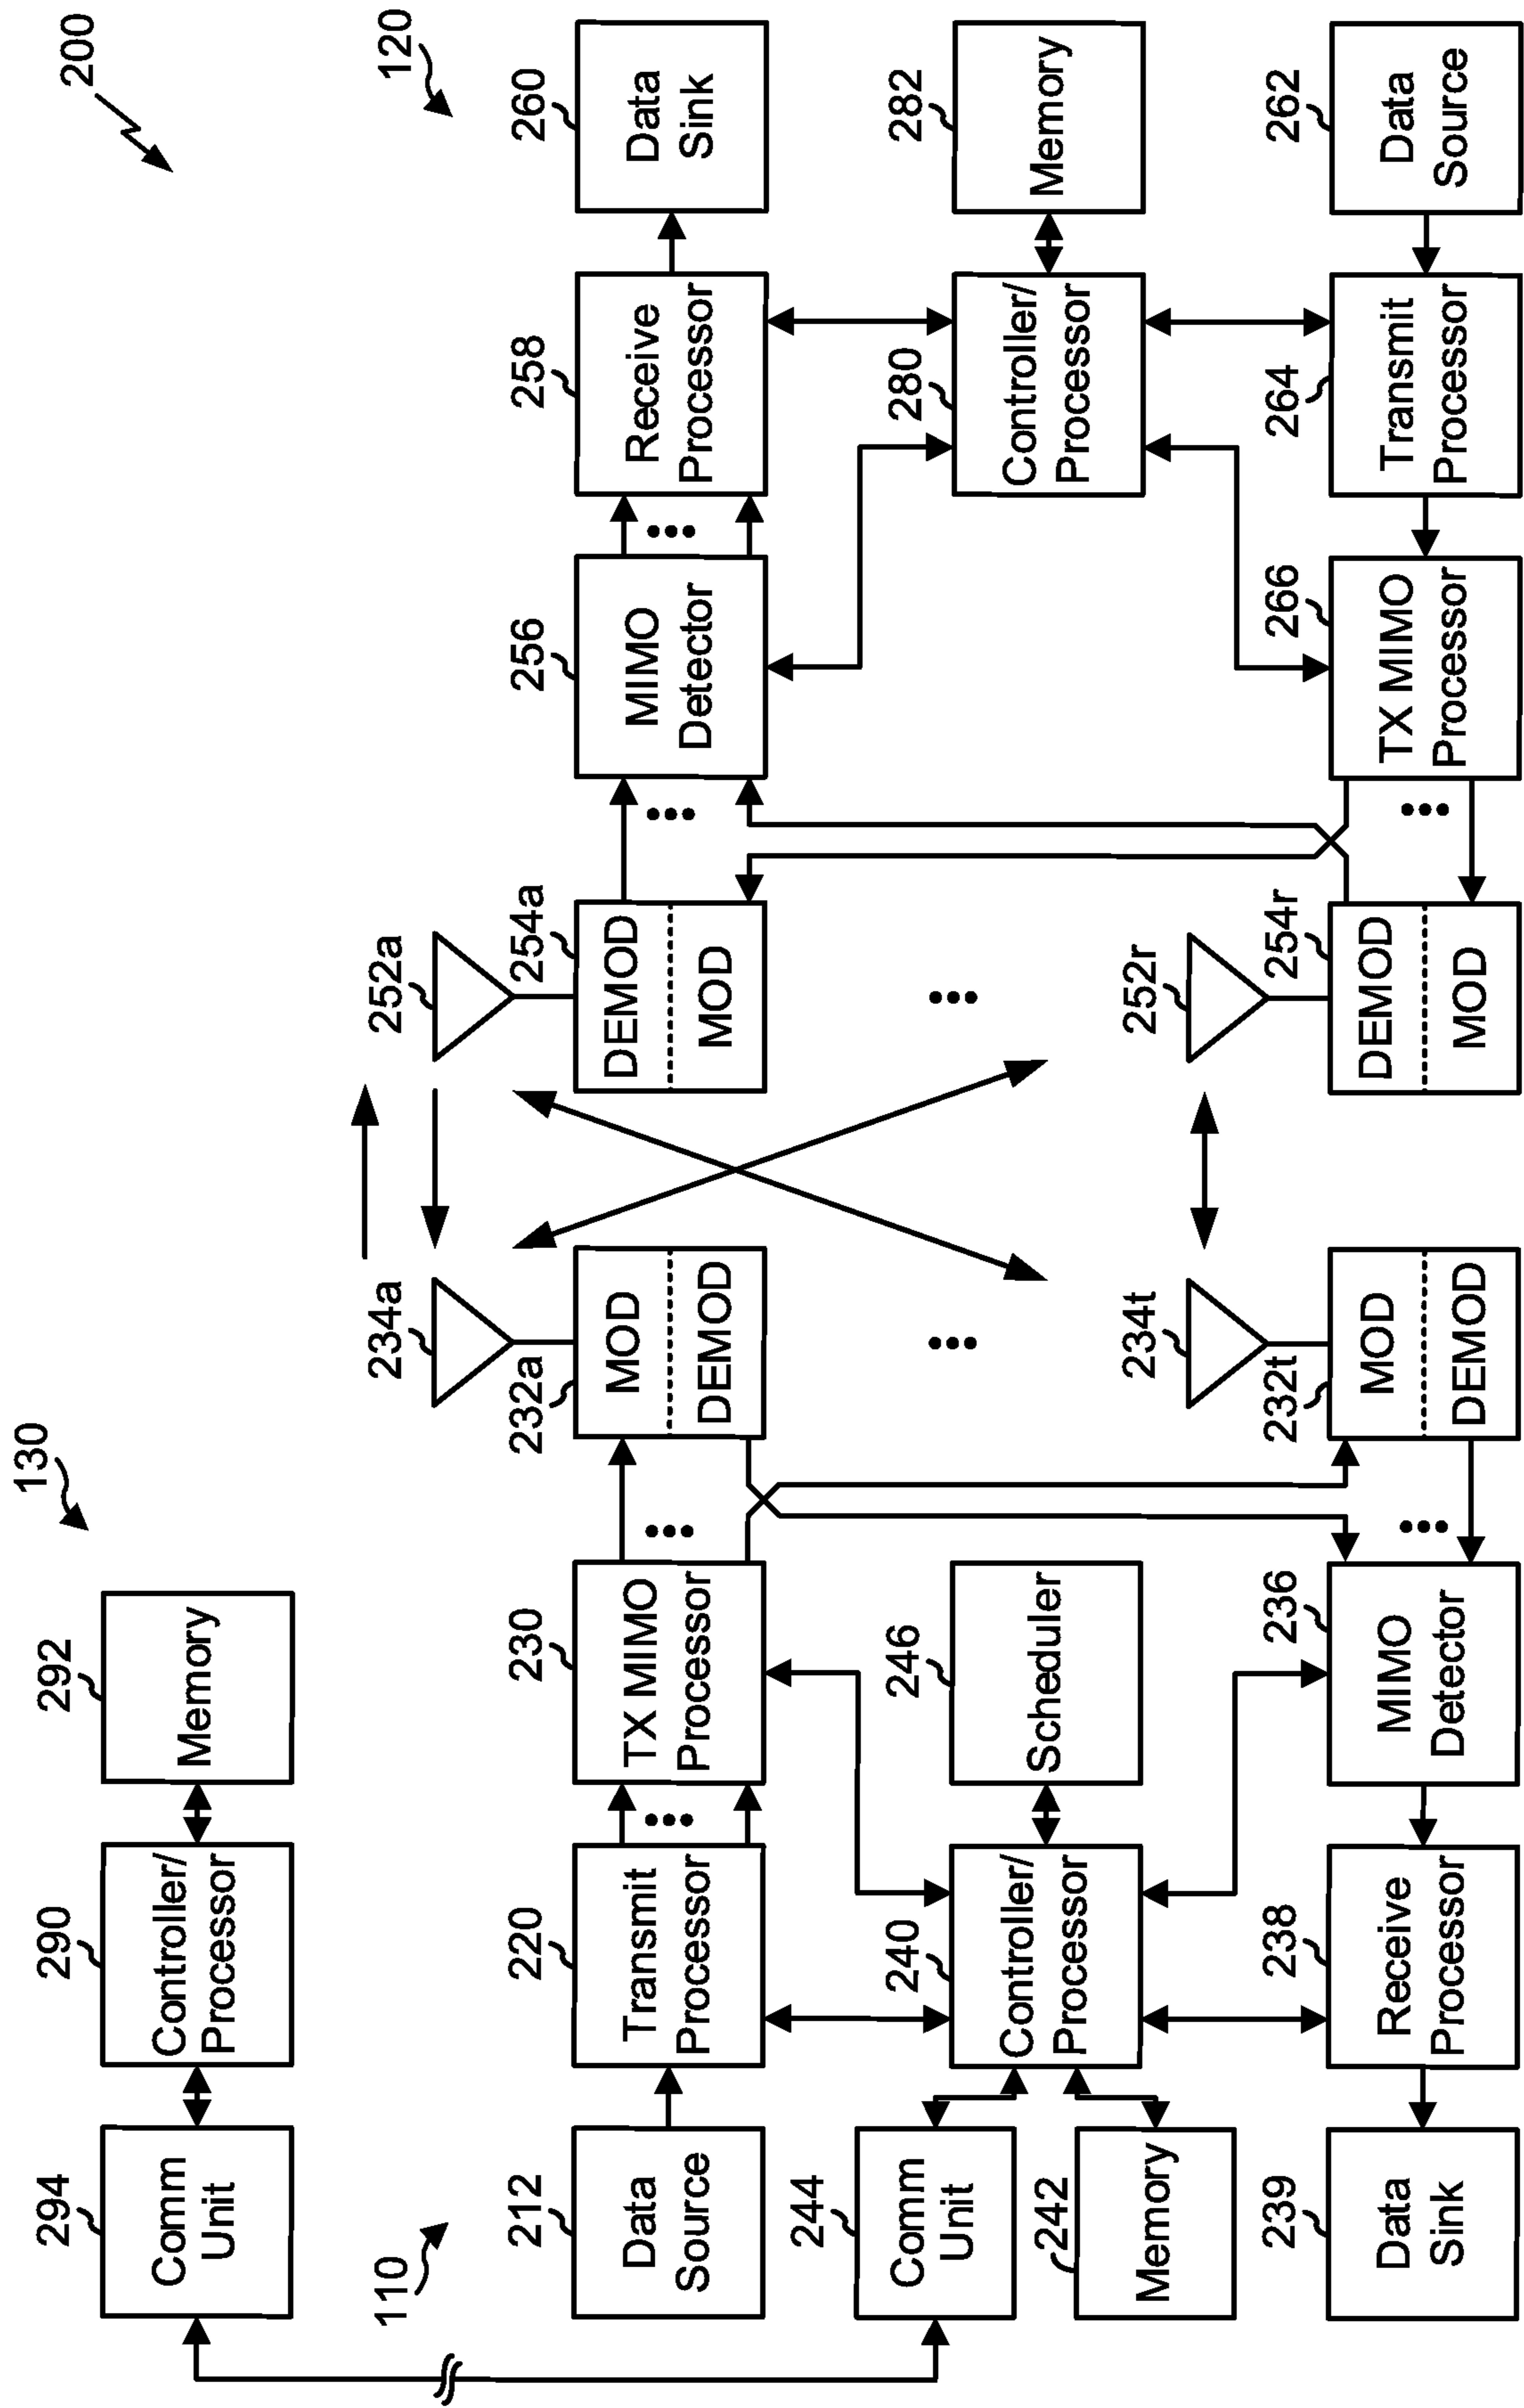 200
130
120
110
294
Comm
Unit
290
Controller/
Processor
292
Memory
212
Data
Source
220
Transmit
Processor
230
TX MIMO
Processor
232a
MOD
DEMOD
234a
252a
254a
DEMOD
MOD
256
MIMO
Detector
258
Receive
Processor
260
Data
Sink
244
Comm
Unit
242
Memory
240
Controller/
Processor
246
Scheduler
280
Controller/
Processor
282
Memory
239
Data
Sink
238
Receive
Processor
236
MIMO
Detector
232t
MOD
DEMOD
234t
252r
254r
DEMOD
MOD
266
TX MIMO
Processor
264
Transmit
Processor
262
Data
Source